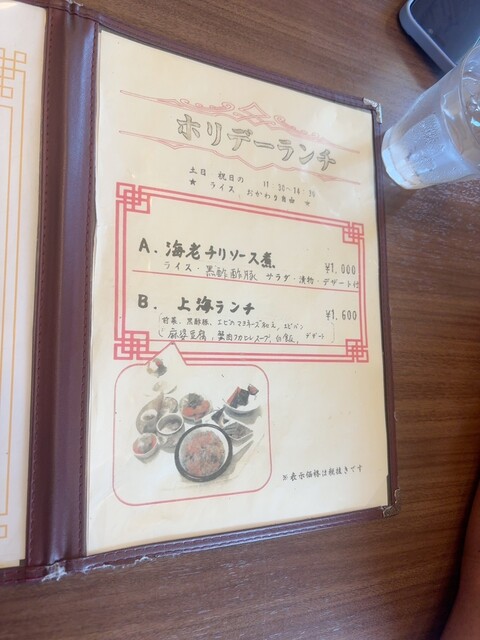 ホリデーランチ
土日 祝日の 11:30~14:30
★ ライス おかわり自由 ★
A. 海老チリソース煮 ¥1,000
ライス・黒酢酢豚 サラダ・漬物・デザート付
B. 上海ランチ ¥1,600
(前菜、黒酢豚、エビのマヨネーズ和え、エビパン
麻婆豆腐、蟹肉フカヒレスープ、白飯、デザート)
※表示価格は税抜きです